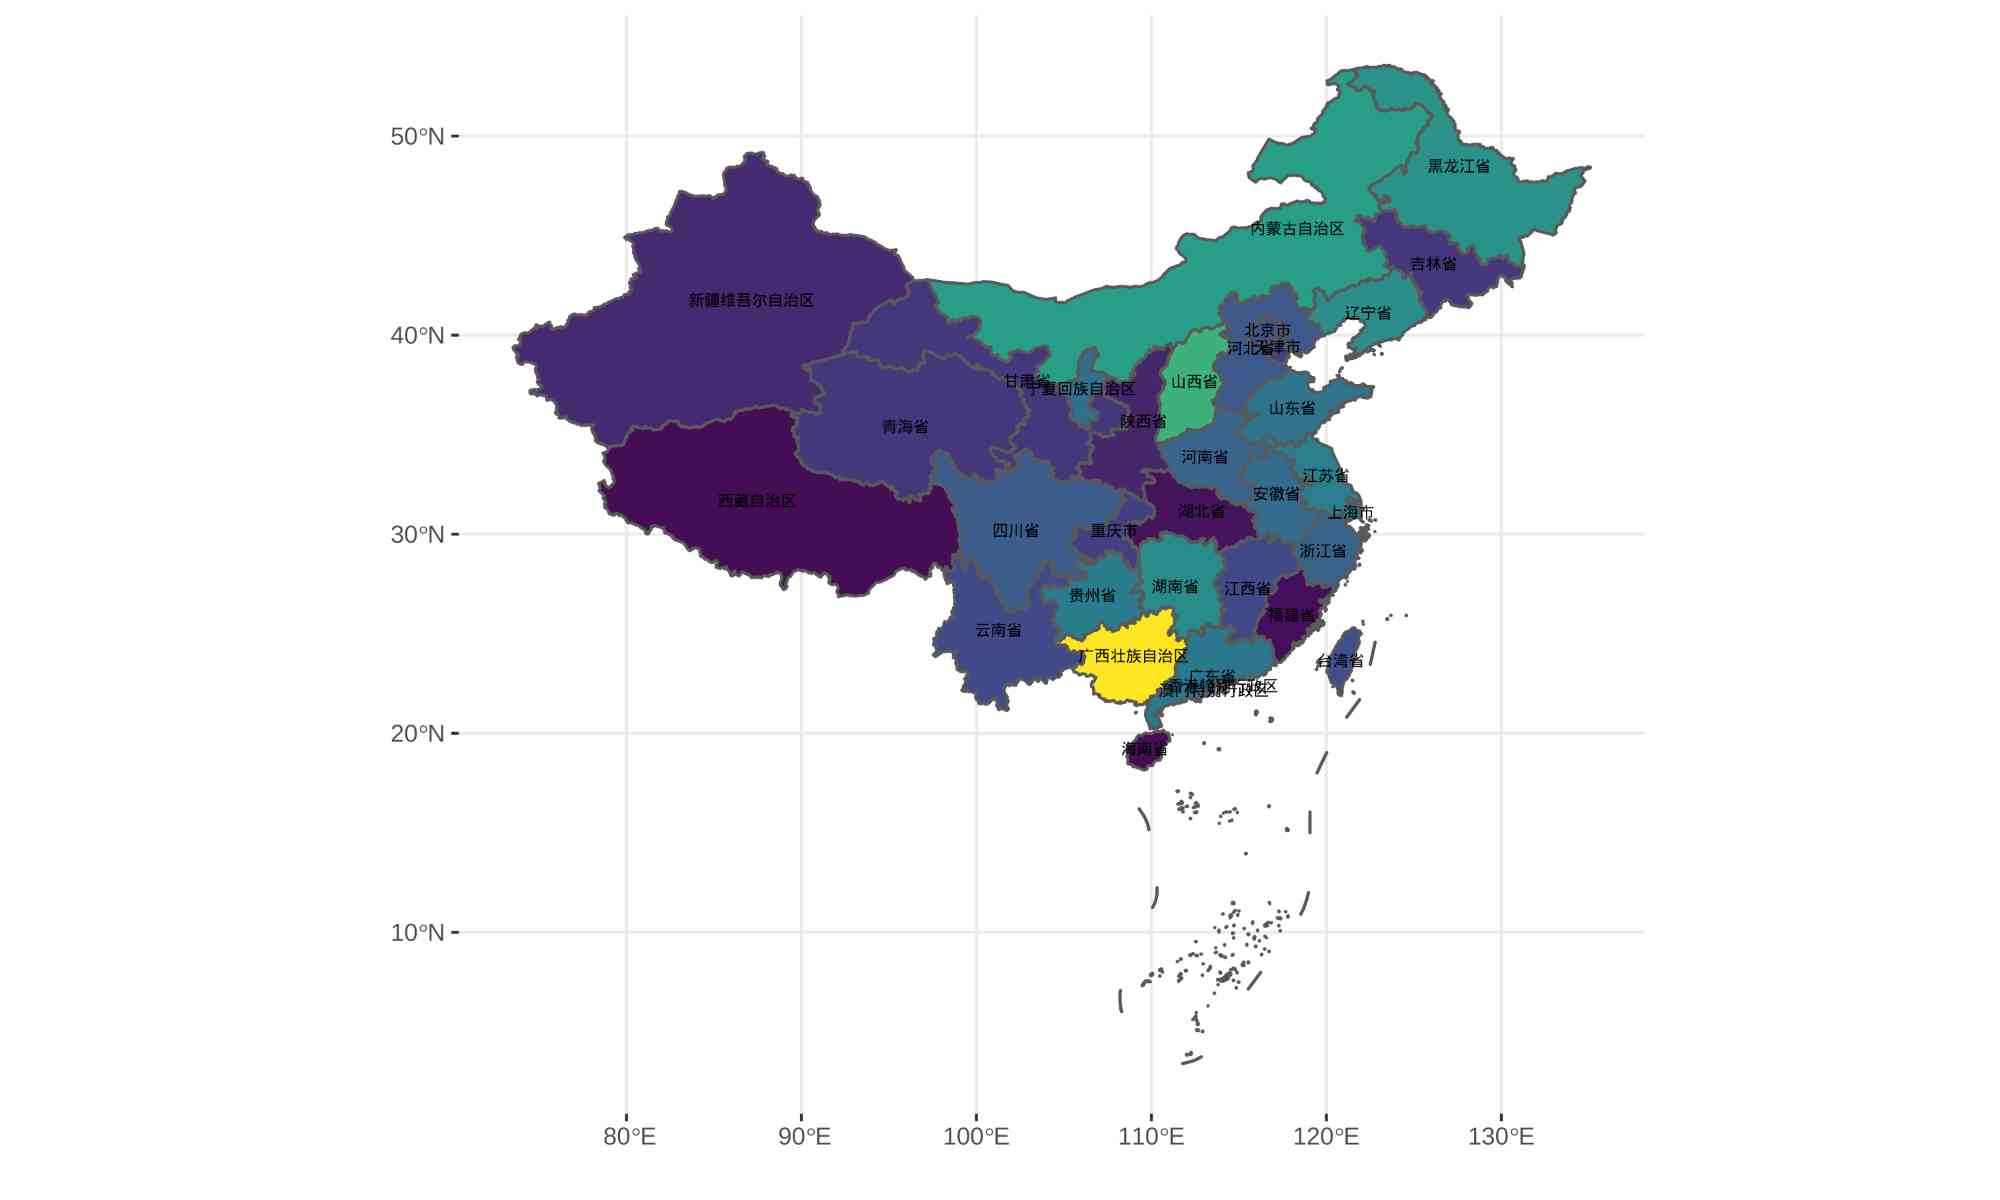 50°N
40°N
30°N
20°N
10°N
80°E
90°E
100°E
110°E
120°E
130°E
黑龙江省
内蒙古自治区
吉林省
新疆维吾尔自治区
辽宁省
北京市
河北省
天津市
甘肃省
宁夏回族自治区
山西省
山东省
陕西省
青海省
河南省
江苏省
安徽省
西藏自治区
湖北省
上海市
四川省
重庆市
浙江省
湖南省
江西省
贵州省
福建省
云南省
广西壮族自治区
台湾省
广东省
香港特别行政区
澳门特别行政区
海南省